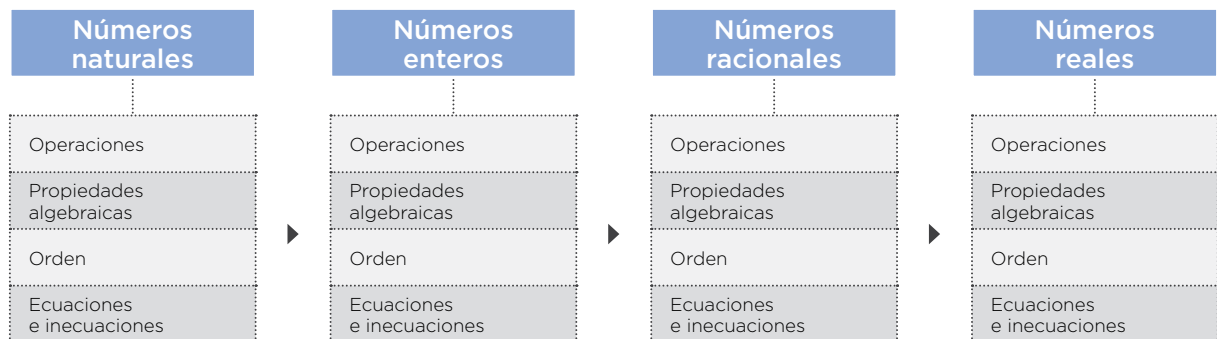 Números
naturales
Operaciones
Propiedades
algebraicas
Orden
Ecuaciones
e inecuaciones
Números
enteros
Operaciones
Propiedades
algebraicas
Orden
Ecuaciones
e inecuaciones
Números
racionales
Operaciones
Propiedades
algebraicas
Orden
Ecuaciones
e inecuaciones
Números
reales
Operaciones
Propiedades
algebraicas
Orden
Ecuaciones
e inecuaciones